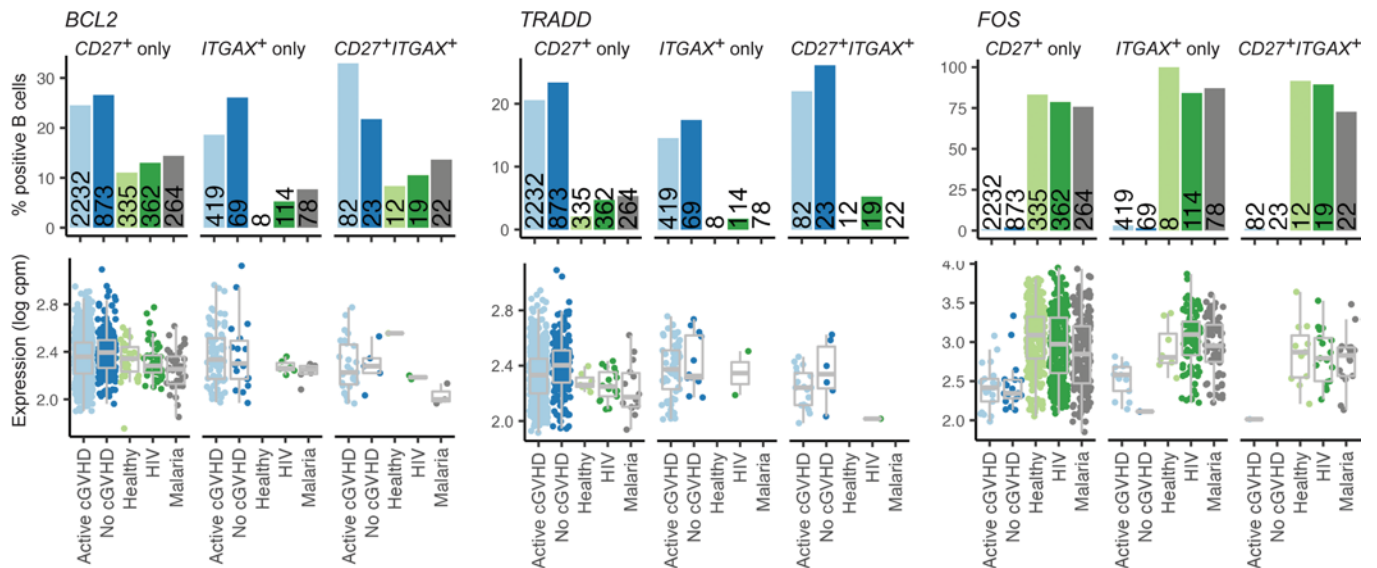 BCL2 TRADD FOS
CD27+ only ITGAX+ only CD27+ITGAX+ CD27+ only ITGAX+ only CD27+ITGAX+ CD27+ only ITGAX+ only CD27+ITGAX+
% positive B cells
30
20
10
0
2232 873 335 362 264 419 69 8 114 78 82 23 12 19 22
20
10
0
2232 873 335 362 264 419 69 8 114 78 82 23 12 19 22
100
75
50
25
0
2232 873 335 362 264 419 69 8 114 78 82 23 12 19 22
Expression (log cpm)
2.8
2.4
2.0
2.8
2.4
2.0
4.0
3.5
3.0
2.5
2.0
Active cGVHD
No cGVHD
Healthy
HIV
Malaria
Active cGVHD
No cGVHD
Healthy
HIV
Malaria
Active cGVHD
No cGVHD
Healthy
HIV
Malaria
Active cGVHD
No cGVHD
Healthy
HIV
Malaria
Active cGVHD
No cGVHD
Healthy
HIV
Malaria
Active cGVHD
No cGVHD
Healthy
HIV
Malaria
Active cGVHD
No cGVHD
Healthy
HIV
Malaria
Active cGVHD
No cGVHD
Healthy
HIV
Malaria
Active cGVHD
No cGVHD
Healthy
HIV
Malaria